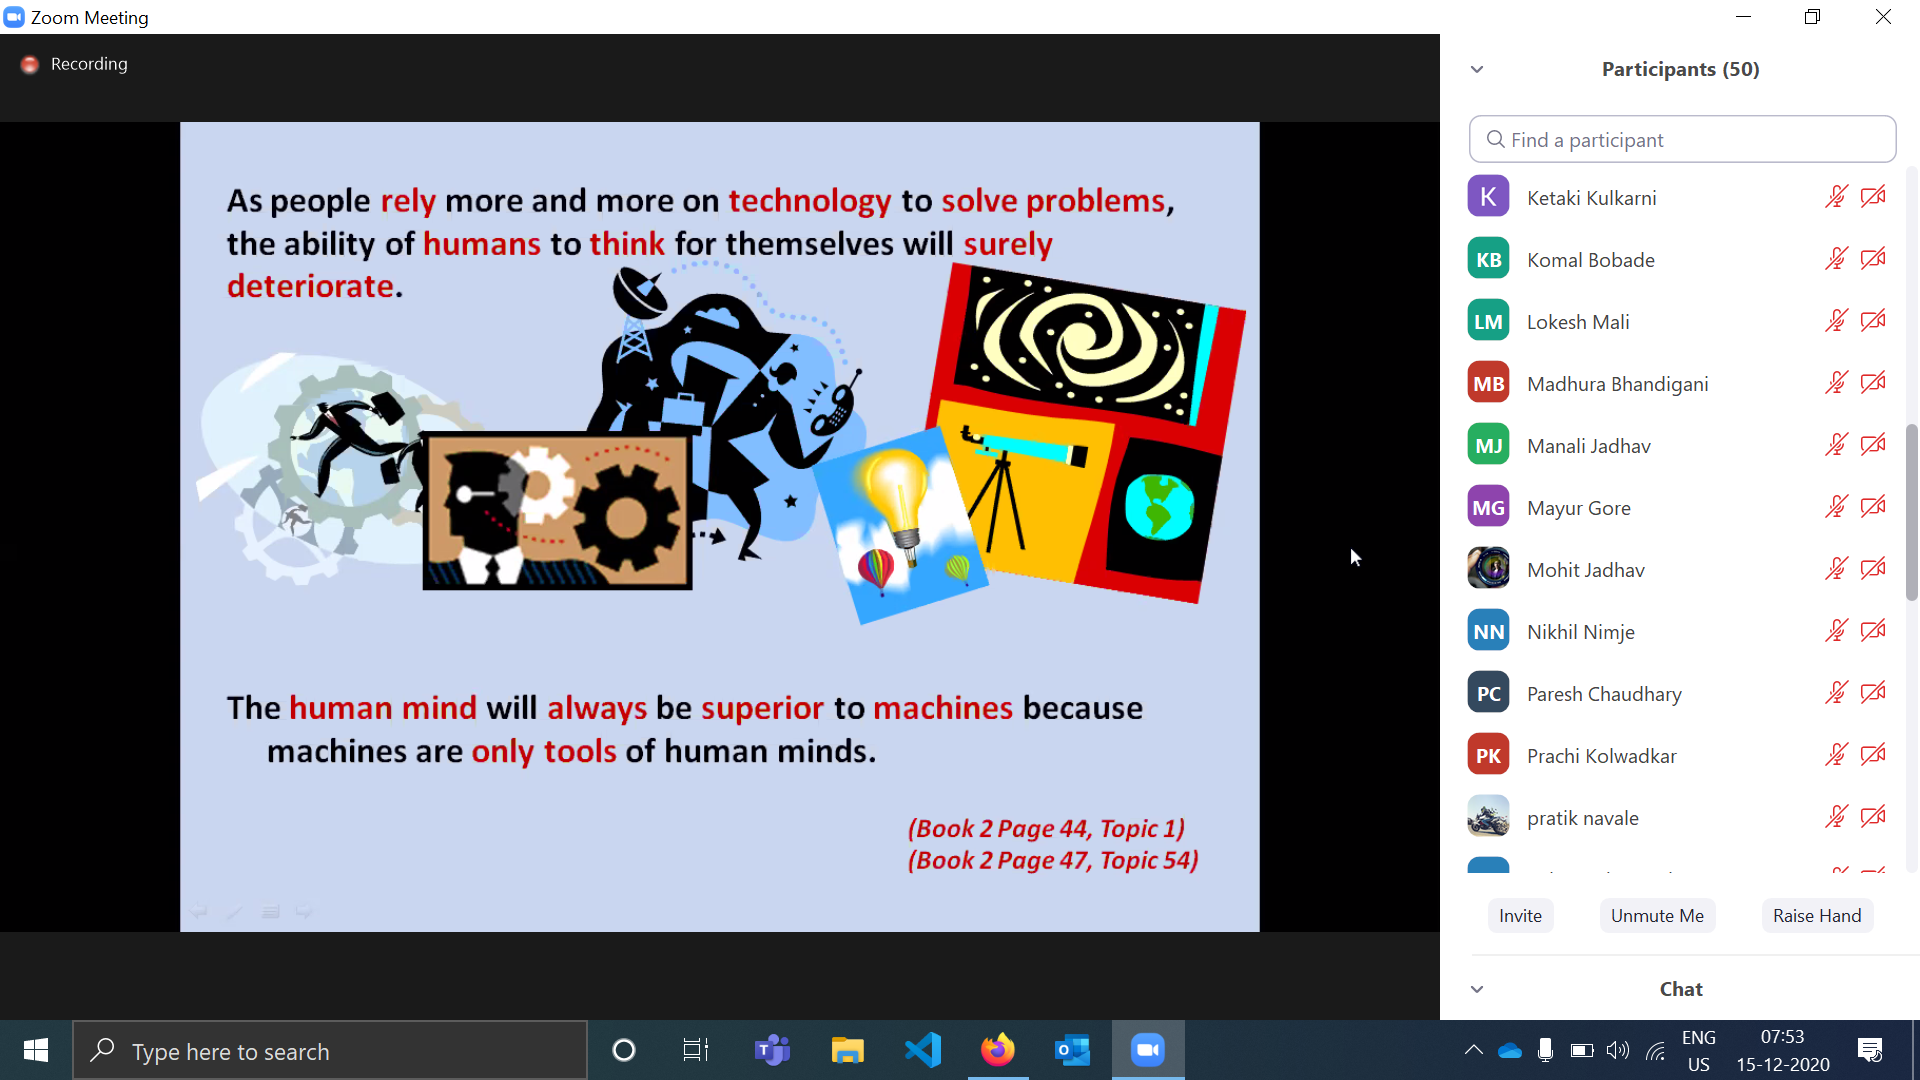 Zoom Meeting
Recording
As people rely more and more on technology to solve problems,
the ability of humans to think for themselves will surely
deteriorate.
The human mind will always be superior to machines because
machines are only tools of human minds.
(Book 2 Page 44, Topic 1)
(Book 2 Page 47, Topic 54)
Participants (50)
Find a participant
K Ketaki Kulkarni
KB Komal Bobade
LM Lokesh Mali
MB Madhura Bhandigani
MJ Manali Jadhav
MG Mayur Gore
Mohit Jadhav
NN Nikhil Nimje
PC Paresh Chaudhary
PK Prachi Kolwadkar
pratik navale
Invite Unmute Me Raise Hand
Chat
Type here to search
ENG
US
07:53
15-12-2020